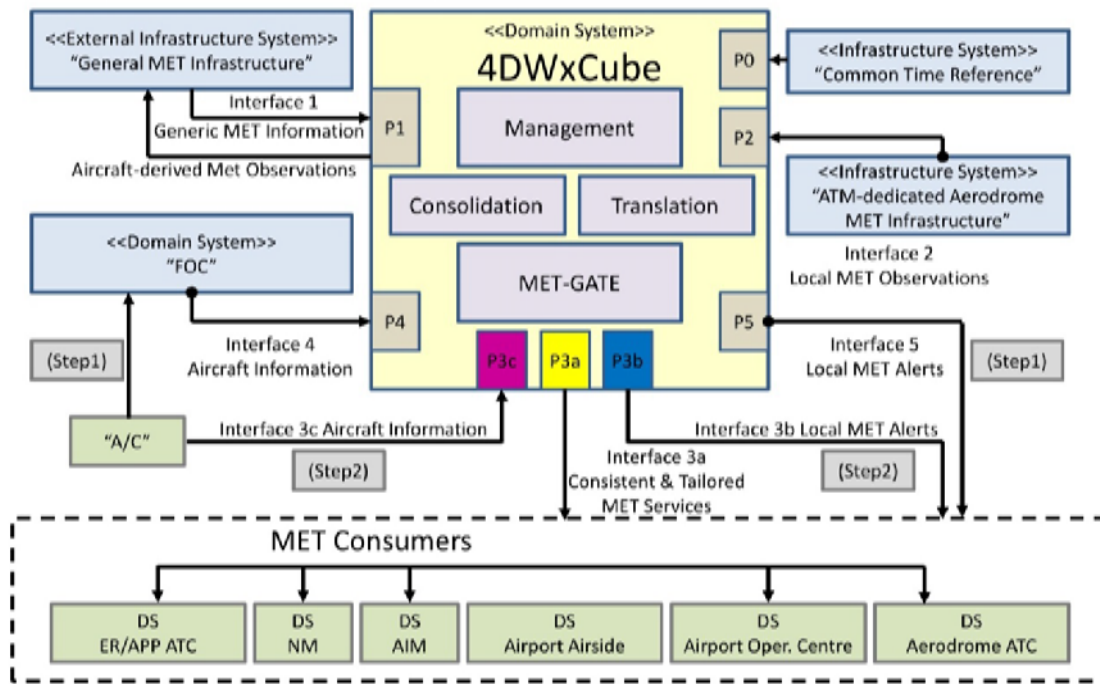 <<External Infrastructure System>>
"General MET Infrastructure"
Interface 1
Generic MET Information
Aircraft-derived Met Observations
<<Domain System>>
4DWxCube
Management
Consolidation
Translation
MET-GATE
P0
P1
P2
P4
P5
P3c
P3a
P3b
<<Infrastructure System>>
"Common Time Reference"
<<Infrastructure System>>
"ATM-dedicated Aerodrome
MET Infrastructure"
Interface 2
Local MET Observations
<<Domain System>>
"FOC"
Interface 4
Aircraft Information
(Step1)
"A/C"
Interface 3c Aircraft Information
(Step2)
Interface 3a
Consistent & Tailored
MET Services
Interface 3b Local MET Alerts
(Step2)
Interface 5
Local MET Alerts
(Step1)
MET Consumers
DS
ER/APP ATC
DS
NM
DS
AIM
DS
Airport Airside
DS
Airport Oper. Centre
DS
Aerodrome ATC